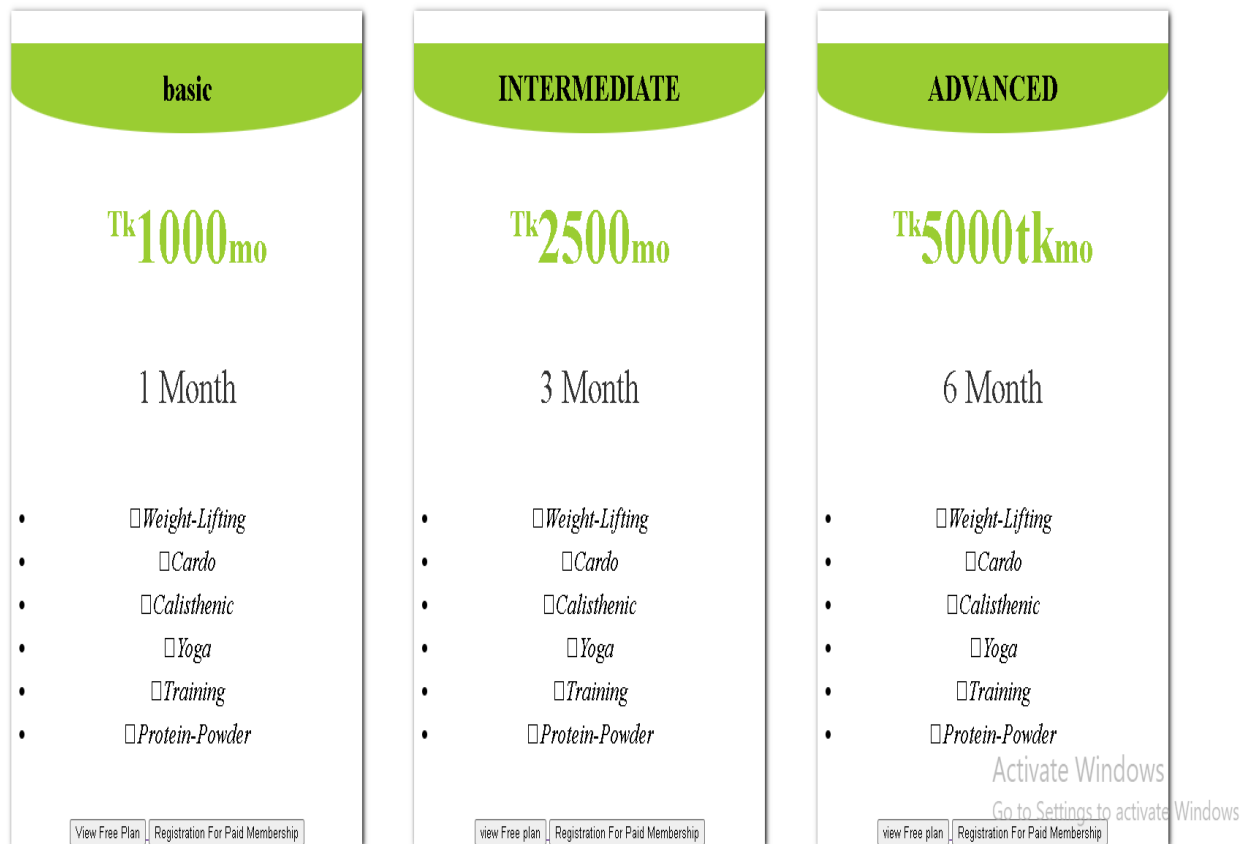 basic
Tk1000mo
1 Month
• Weight-Lifting
• Cardo
• Calisthenic
• Yoga
• Training
• Protein-Powder
View Free Plan Registration For Paid Membership
INTERMEDIATE
Tk2500mo
3 Month
• Weight-Lifting
• Cardo
• Calisthenic
• Yoga
• Training
• Protein-Powder
view Free plan Registration For Paid Membership
ADVANCED
Tk5000tkmo
6 Month
• Weight-Lifting
• Cardo
• Calisthenic
• Yoga
• Training
• Protein-Powder
view Free plan Registration For Paid Membership
Activate Windows
Go to Settings to activate Windows